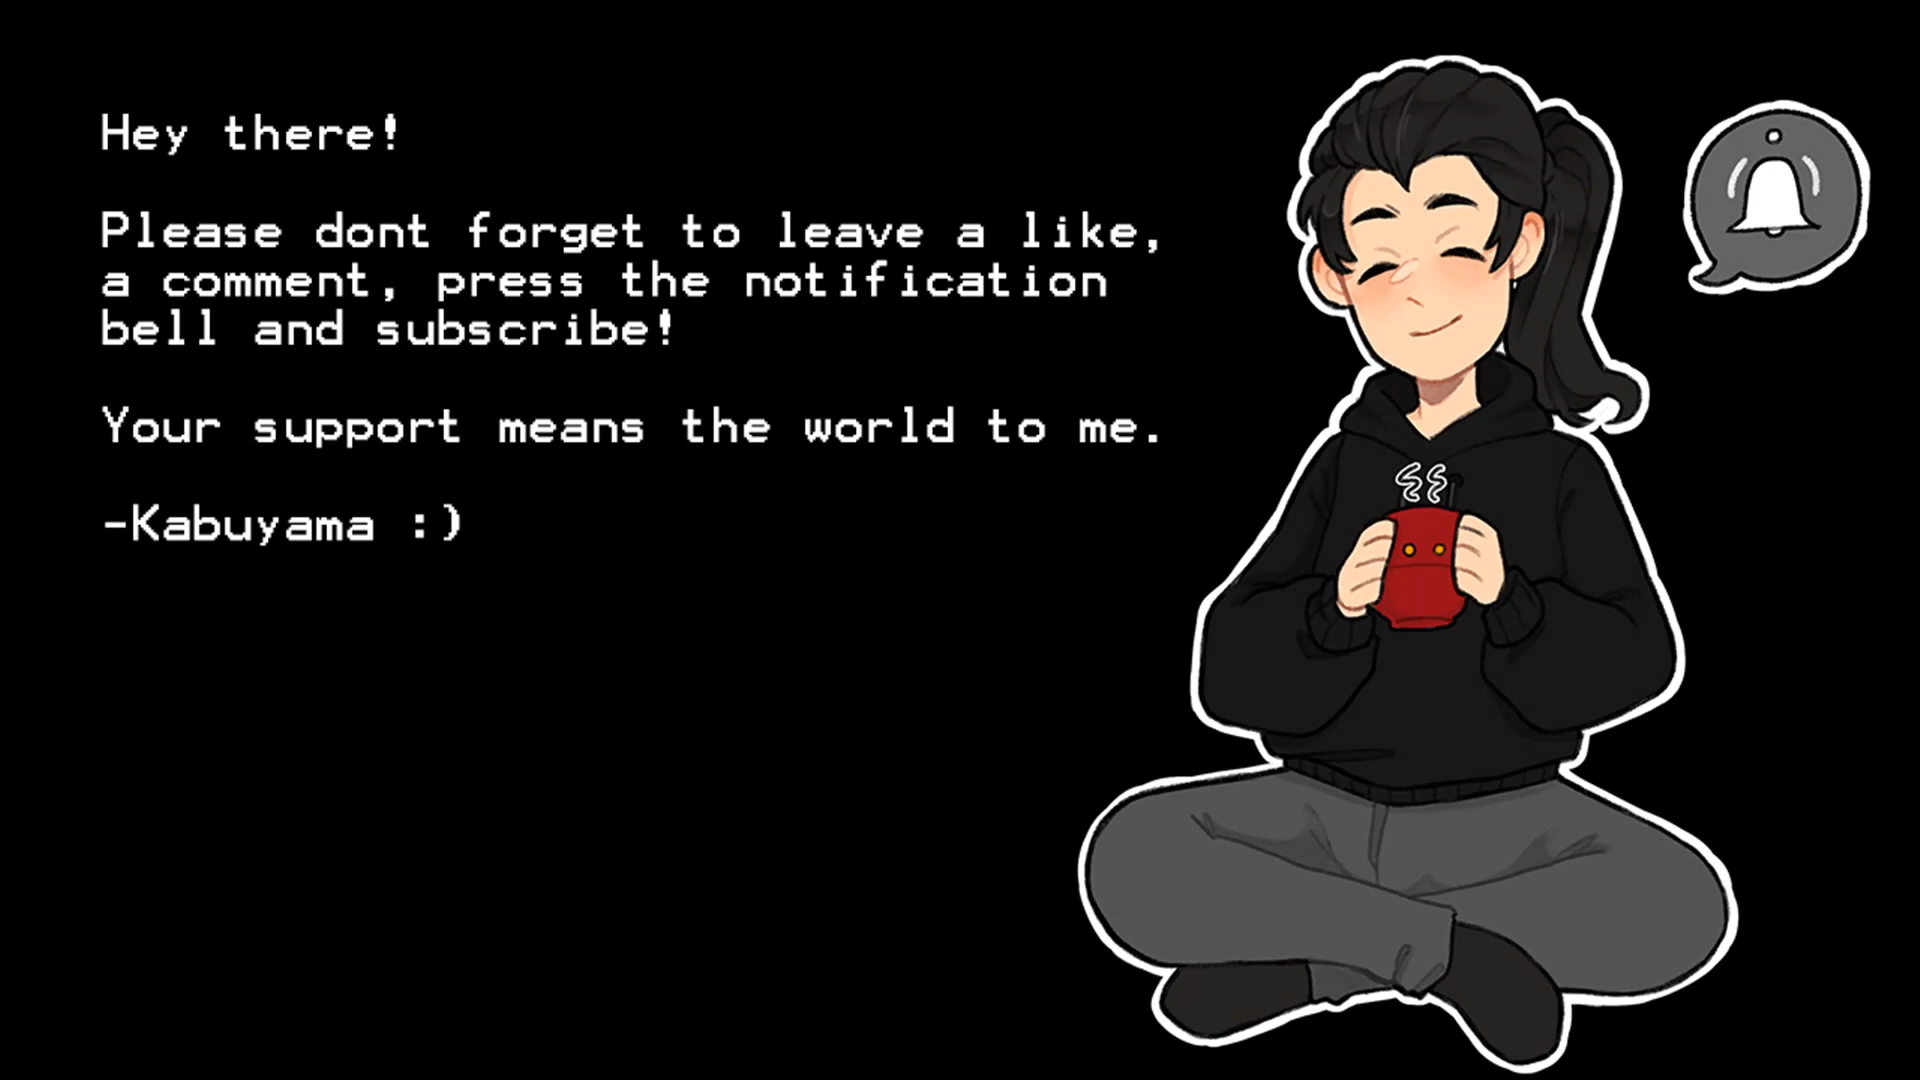 Hey there!
Please dont forget to leave a like,
a comment, press the notification
bell and subscribe!
Your support means the world to me.
-Kabuyama :)